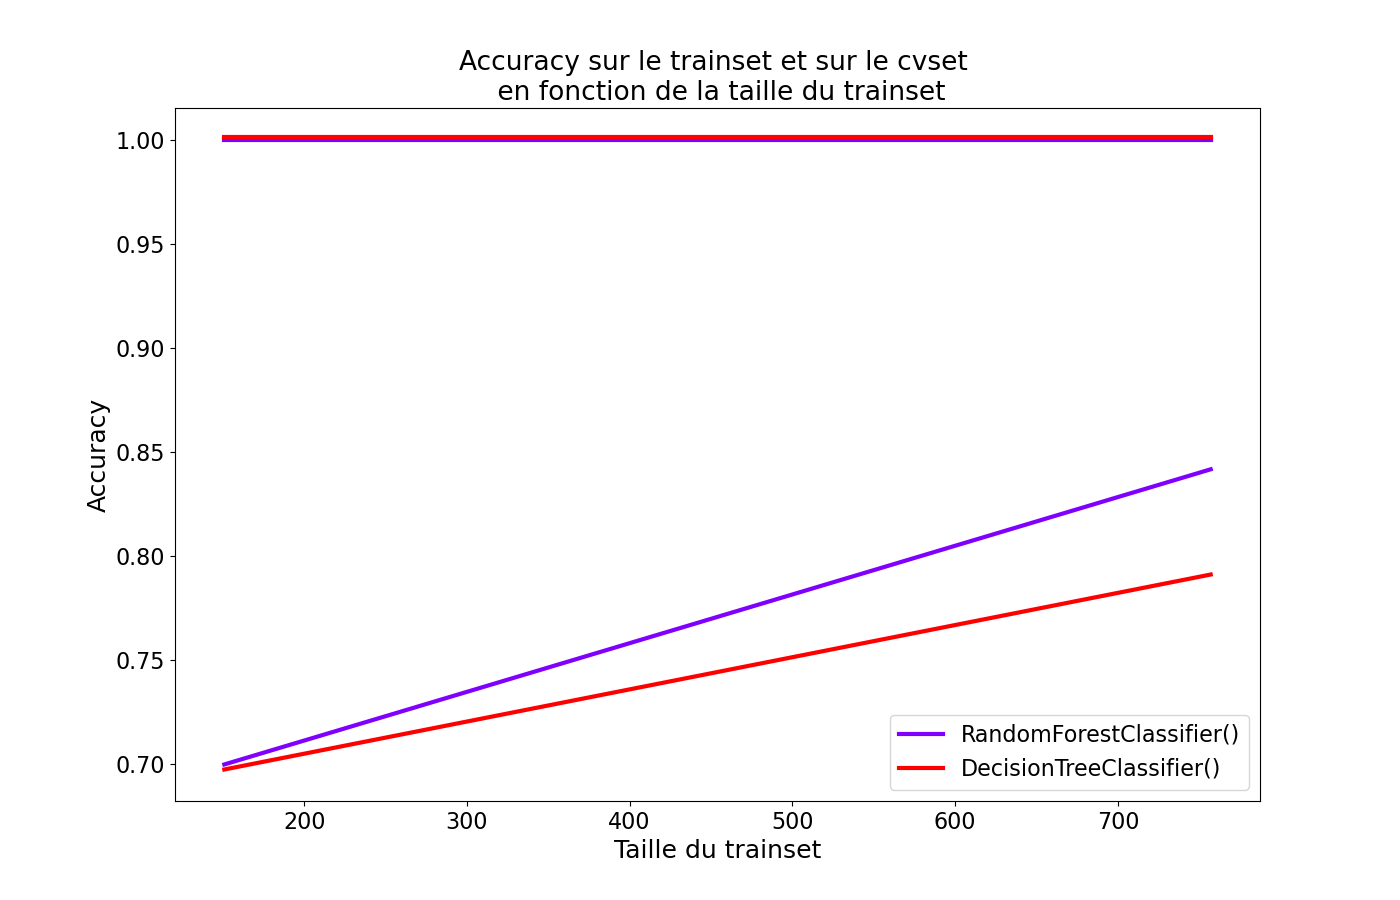 Accuracy sur le trainset et sur le cvset
en fonction de la taille du trainset
1.00
0.95
0.90
0.85
0.80
0.75
0.70
Accuracy
RandomForestClassifier()
DecisionTreeClassifier()
200 300 400 500 600 700
Taille du trainset